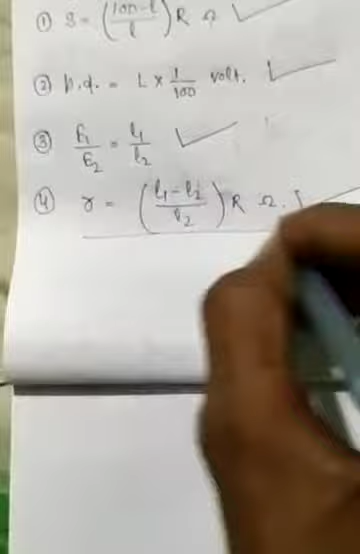 ① S = (100-l / l) R Ω
② p.d. = L × 1/100 volt.
③ E₁/E₂ = l₁/l₂
④ r = (l₁-l₂ / l₂) R Ω.